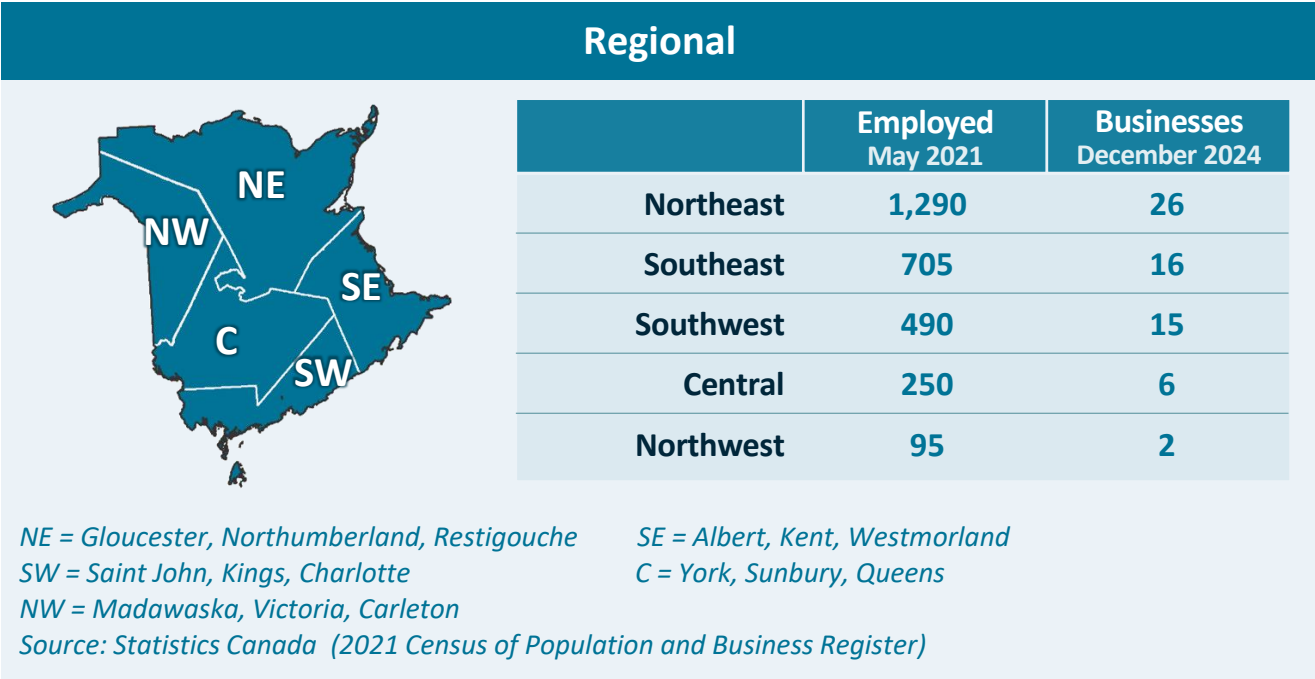 Regional
NE
NW
SE
C
SW
Employed Businesses
May 2021 December 2024
Northeast 1,290 26
Southeast 705 16
Southwest 490 15
Central 250 6
Northwest 95 2
NE = Gloucester, Northumberland, Restigouche SE = Albert, Kent, Westmorland
SW = Saint John, Kings, Charlotte C = York, Sunbury, Queens
NW = Madawaska, Victoria, Carleton
Source: Statistics Canada (2021 Census of Population and Business Register)